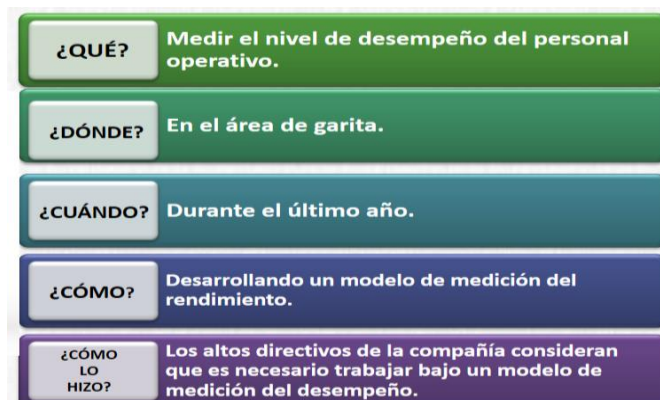 ¿QUÉ?
Medir el nivel de desempeño del personal
operativo.
¿DÓNDE?
En el área de garita.
¿CUÁNDO?
Durante el último año.
¿CÓMO?
Desarrollando un modelo de medición del
rendimiento.
¿CÓMO
LO
HIZO?
Los altos directivos de la compañía consideran
que es necesario trabajar bajo un modelo de
medición del desempeño.